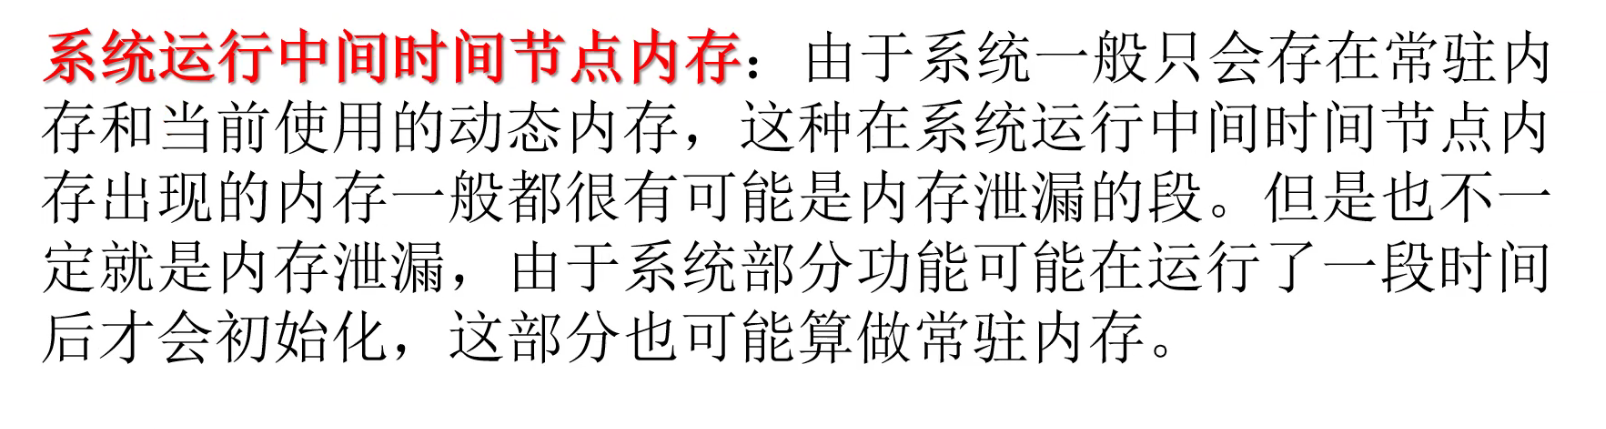 系统运行中间时间节点内存：由于系统一般只会存在常驻内
存和当前使用的动态内存，这种在系统运行中间时间节点内
存出现的内存一般都很有可能是内存泄漏的段。但是也不一
定就是内存泄漏，由于系统部分功能可能在运行了一段时间
后才会初始化，这部分也可能算做常驻内存。